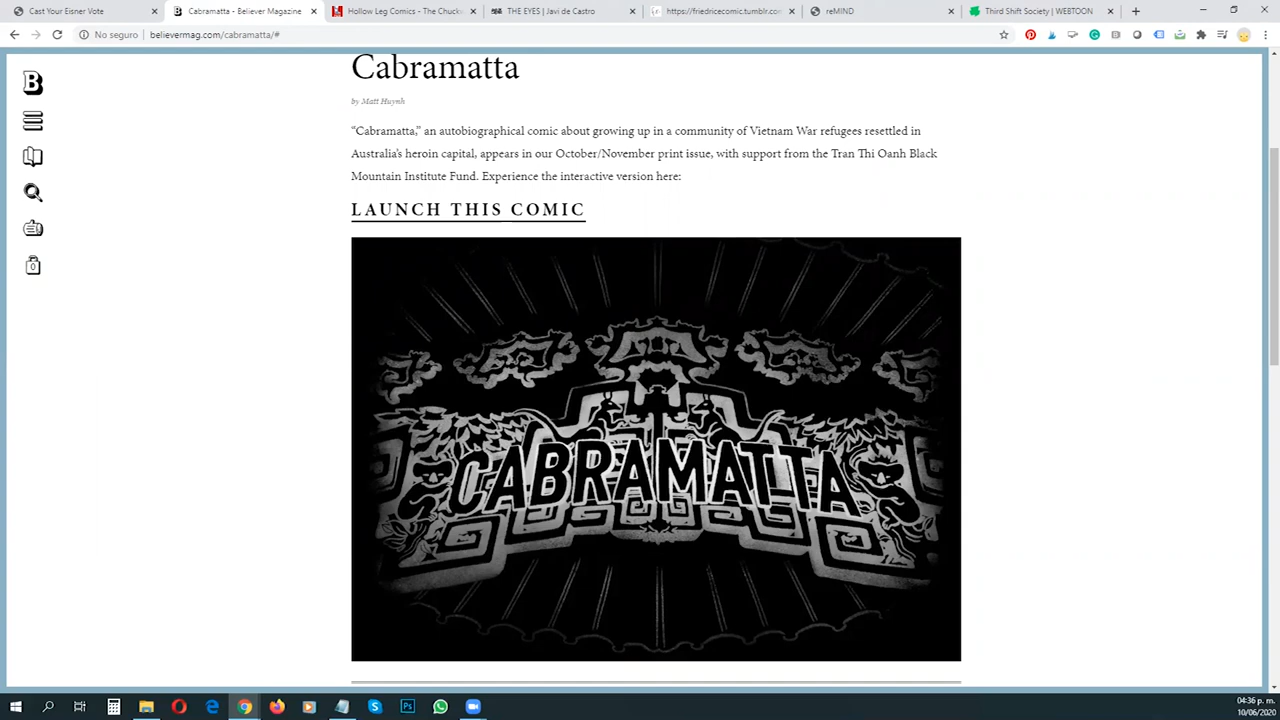 Cast Your Eisner Vote
Cabramatta - Believer Magazine
Hollow Leg Comics - The Chuck
THE EYES | Javi de Castro
https://friedricecomic.tumblr.co
reMIND
Third Shift Society | WEBTOON
No seguro | believermag.com/cabramatta/#
B
Cabramatta
by Matt Huynh
“Cabramatta,” an autobiographical comic about growing up in a community of Vietnam War refugees resettled in
Australia’s heroin capital, appears in our October/November print issue, with support from the Tran Thi Oanh Black
Mountain Institute Fund. Experience the interactive version here:
LAUNCH THIS COMIC
0
CABRAMATTA
04:36 p. m.
10/06/2020